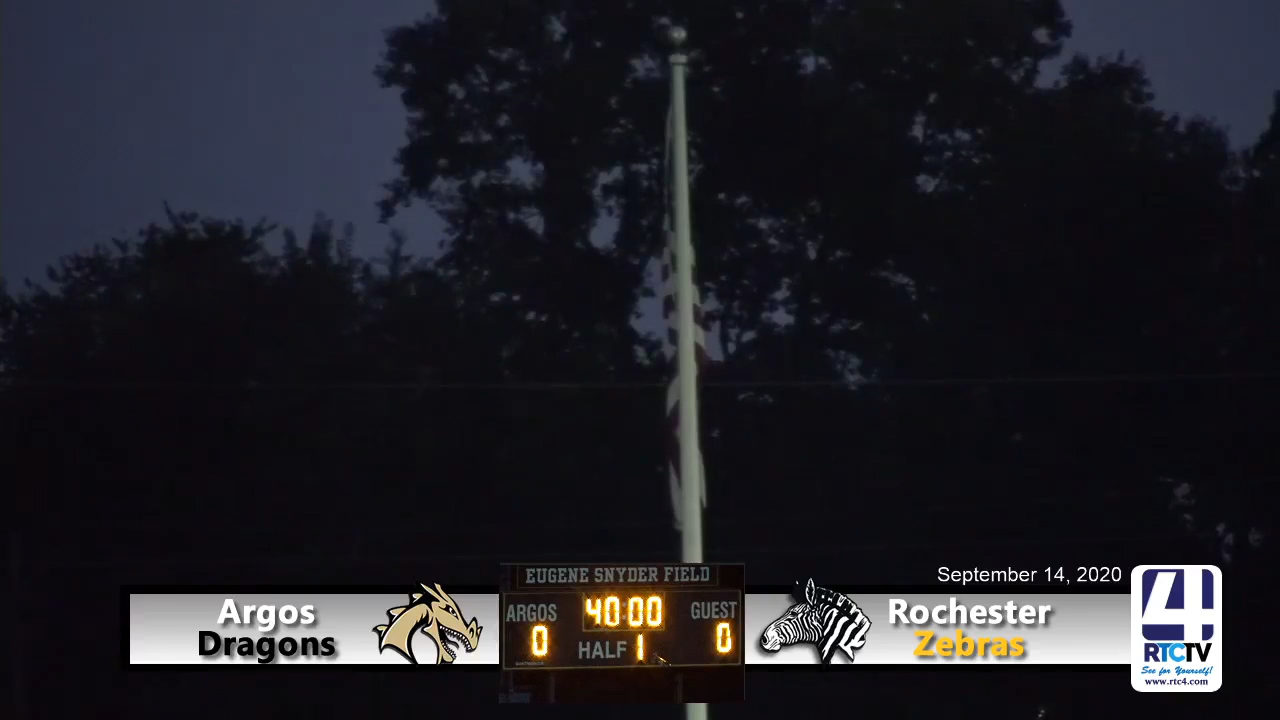 September 14, 2020
EUGENE SNYDER FIELD
Argos
Dragons
ARGOS
40:00
GUEST
0
HALF 1
0
Rochester
Zebras
4
RTCTV
See for Yourself!
www.rtc4.com